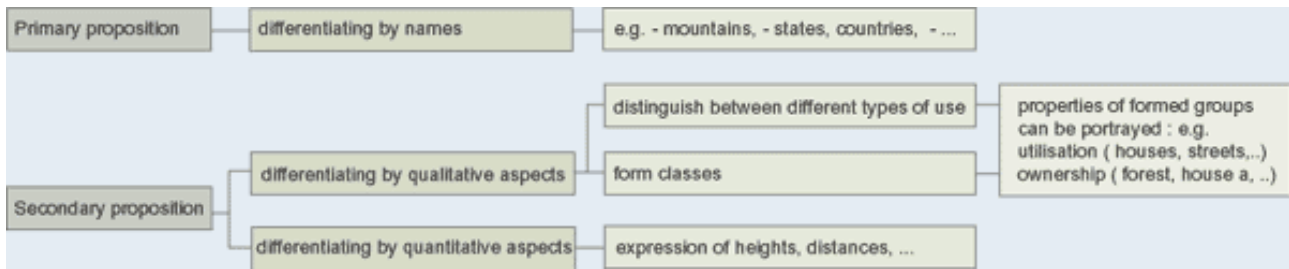 Primary proposition
differentiating by names
e.g. - mountains, - states, countries, - ...
distinguish between different types of use
properties of formed groups
can be portrayed : e.g.
utilisation ( houses, streets,..)
ownership ( forest, house a, ..)
differentiating by qualitative aspects
form classes
Secondary proposition
differentiating by quantitative aspects
expression of heights, distances, ...